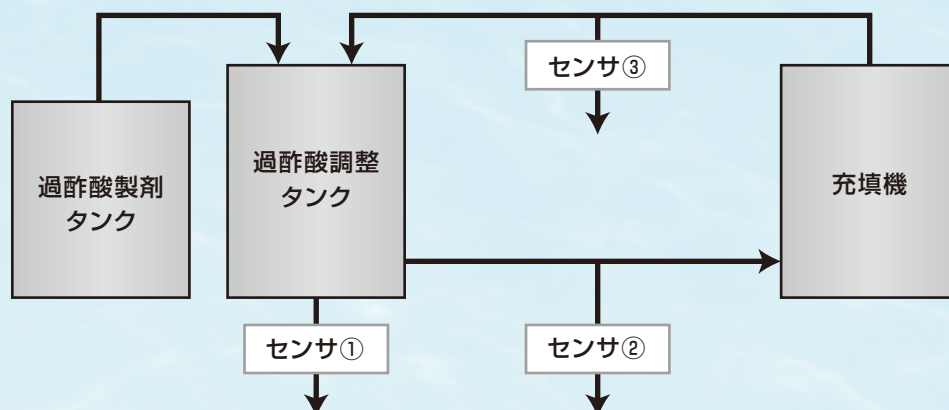 センサ③
過酢酸製剤
タンク
過酢酸調整
タンク
充填機
センサ①
センサ②